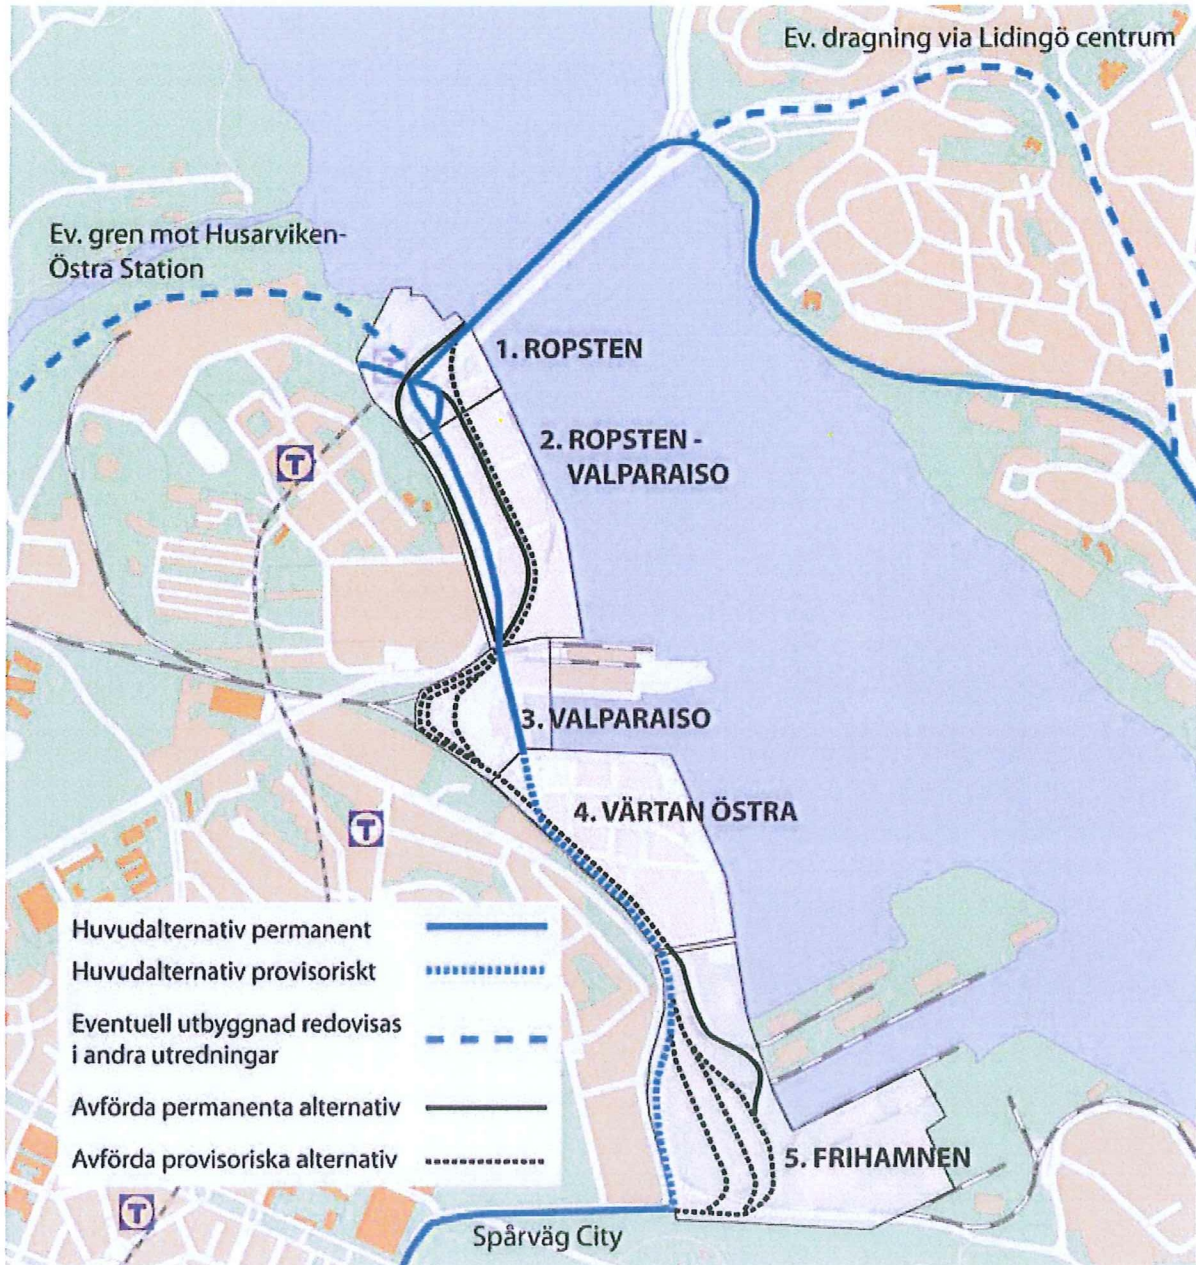 Ev. dragning via Lidingö centrum
Ev. gren mot Husarviken-
Östra Station
1. ROPSTEN
2. ROPSTEN -
VALPARAISO
T
3. VALPARAISO
4. VÄRTAN ÖSTRA
T
Huvudalternativ permanent
Huvudalternativ provisoriskt
Eventuell utbyggnad redovisas
i andra utredningar
Avförda permanenta alternativ
Avförda provisoriska alternativ
5. FRIHAMNEN
T
Spårväg City